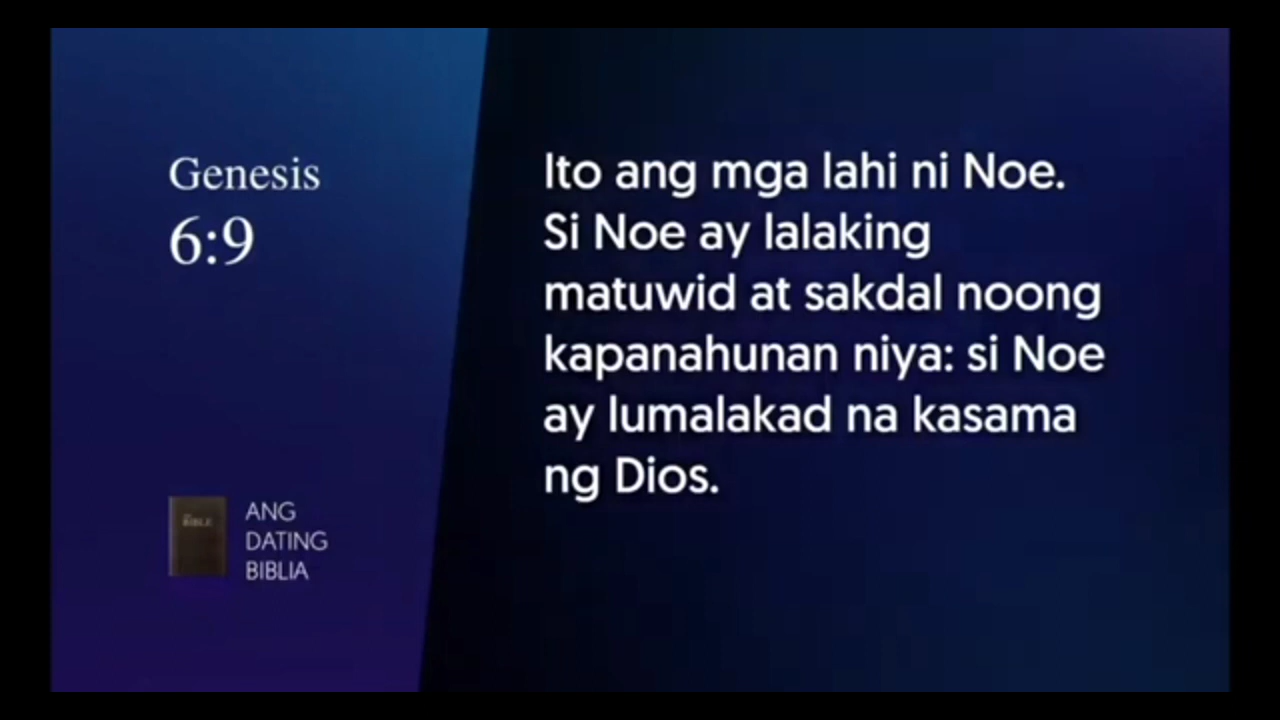 Genesis
6:9
Ito ang mga lahi ni Noe.
Si Noe ay lalaking
matuwid at sakdal noong
kapanahunan niya: si Noe
ay lumalakad na kasama
ng Dios.
BIBLE
ANG
DATING
BIBLIA